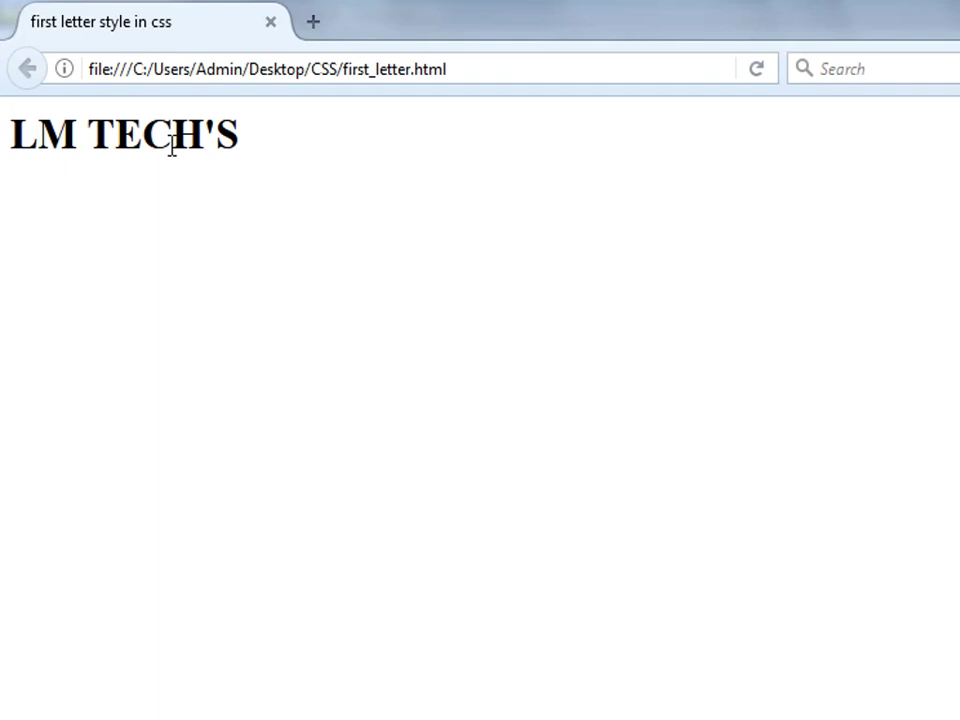 first letter style in css
file:///C:/Users/Admin/Desktop/CSS/first_letter.html
Search
LM TECH'S